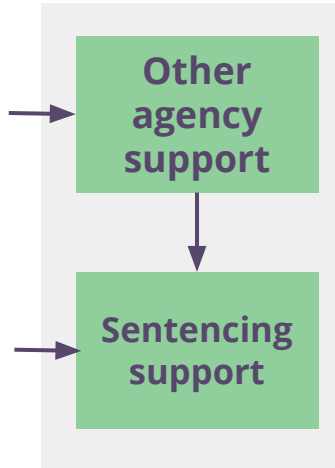 Other
agency
support
Sentencing
support